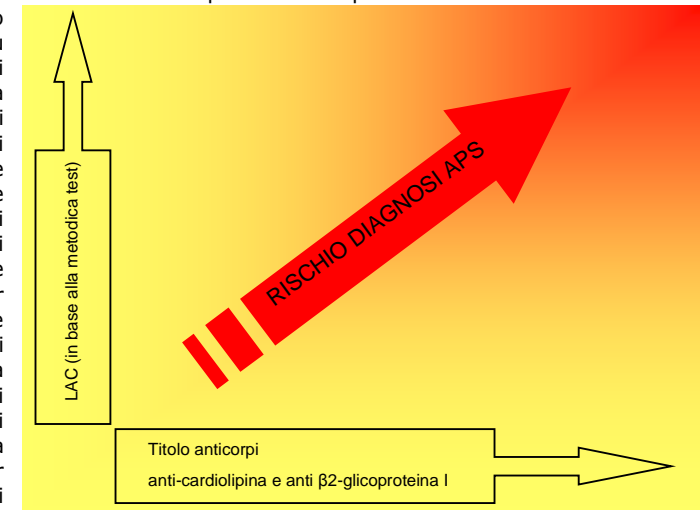 LAC (in base alla metodica test)
RISCHIO DIAGNOSI APS
Titolo anticorpi
anti-cardiolipina e anti β2-glicoproteina I